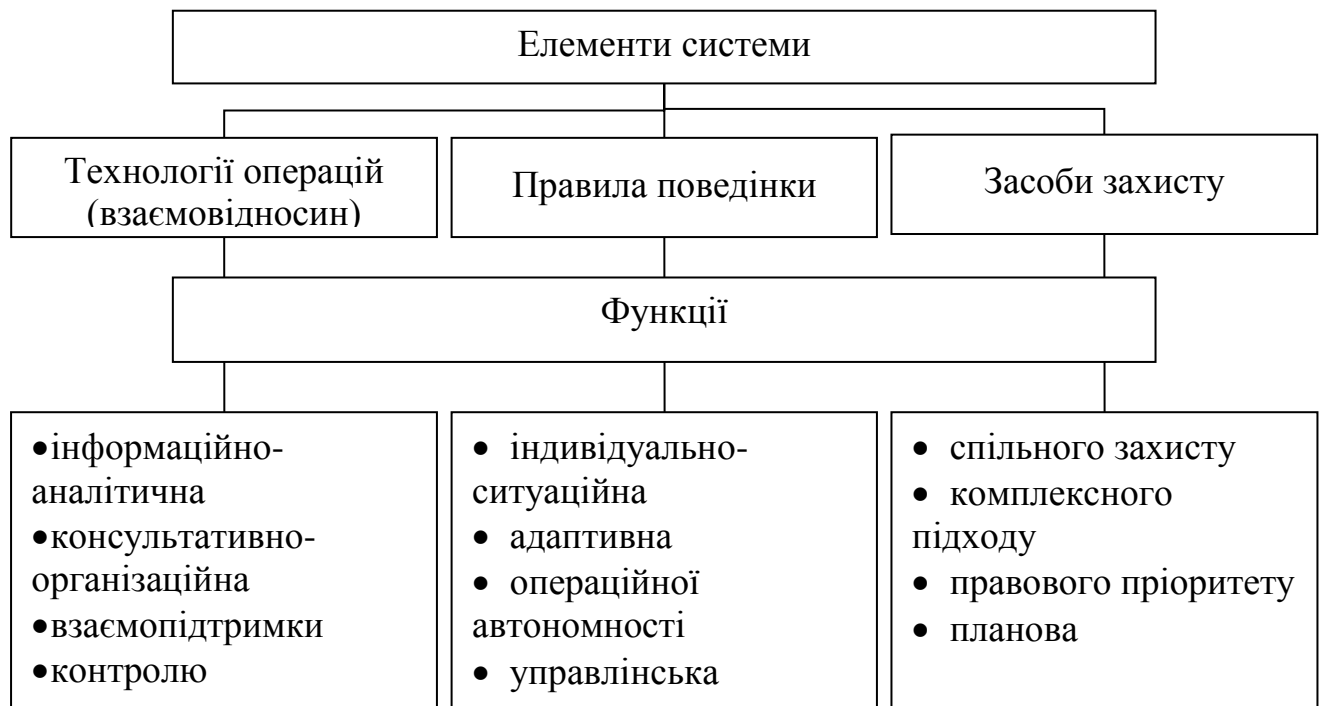 Елементи системи
Технології операцій
(взаємовідносин)
Правила поведінки
Засоби захисту
Функції
•інформаційно-
аналітична
•консультативно-
організаційна
•взаємопідтримки
•контролю
• індивідуально-
ситуаційна
• адаптивна
• операційної
автономності
• управлінська
• спільного захисту
• комплексного
підходу
• правового пріоритету
• планова